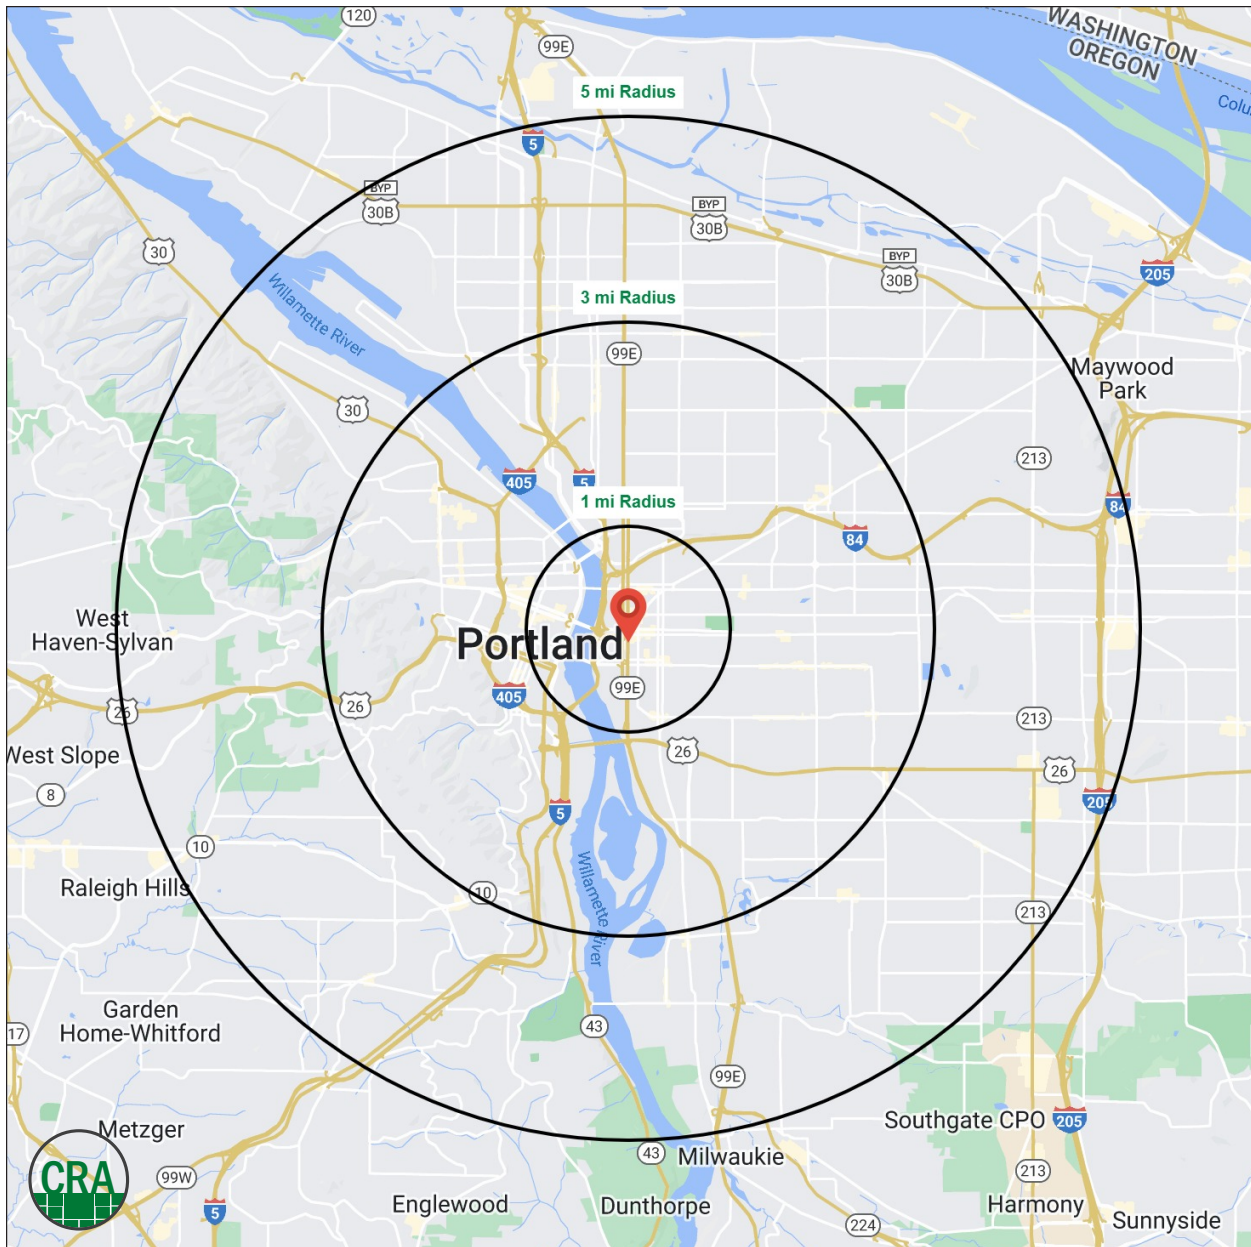 120
99E
WASHINGTON
OREGON
Colu
5 mi Radius
5
BYP
30B
BYP
30B
30
BYP
30B
205
Willamette River
3 mi Radius
99E
Maywood
Park
30
213
405
5
1 mi Radius
84
84
West
Haven-Sylvan
Portland
26
405
99E
26
213
26
West Slope
26
8
5
205
10
Raleigh Hills
10
Willamette River
213
Garden
Home-Whitford
17
43
99E
Metzger
Southgate CPO
205
CRA
99W
43
Milwaukie
213
5
Englewood
Dunthorpe
Harmony
224
Sunnyside